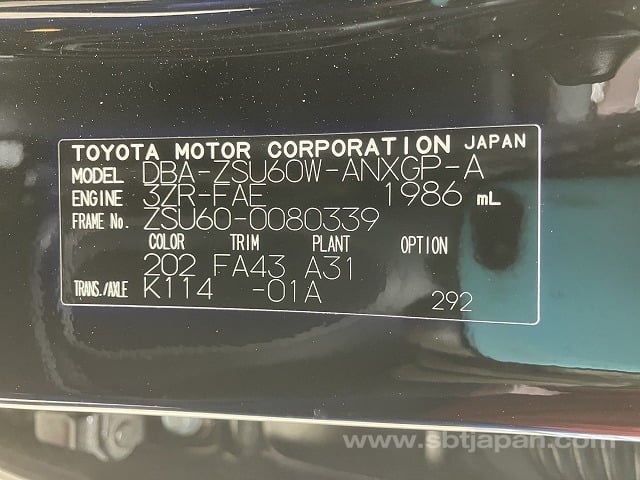 TOYOTA MOTOR CORPORATION JAPAN
MODEL DBA-ZSU60W-ANXGP-A
ENGINE 3ZR-FAE 1986 mL
FRAME No. ZSU60-0080339
COLOR TRIM PLANT OPTION
202 FA43 A31
TRANS./AXLE K114 -01A 292
www.sbtjapan.com